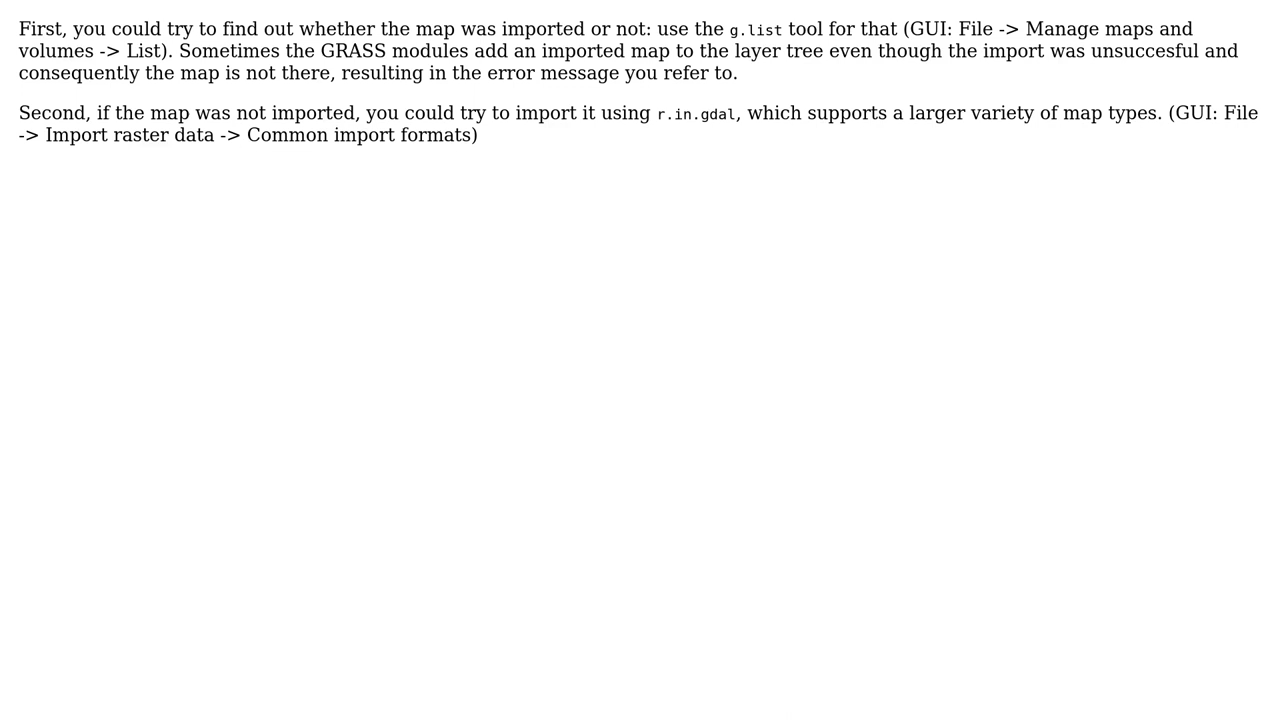 First, you could try to find out whether the map was imported or not: use the g.list tool for that (GUI: File -> Manage maps and
volumes -> List). Sometimes the GRASS modules add an imported map to the layer tree even though the import was unsuccesful and
consequently the map is not there, resulting in the error message you refer to.
Second, if the map was not imported, you could try to import it using r.in.gdal, which supports a larger variety of map types. (GUI: File
-> Import raster data -> Common import formats)